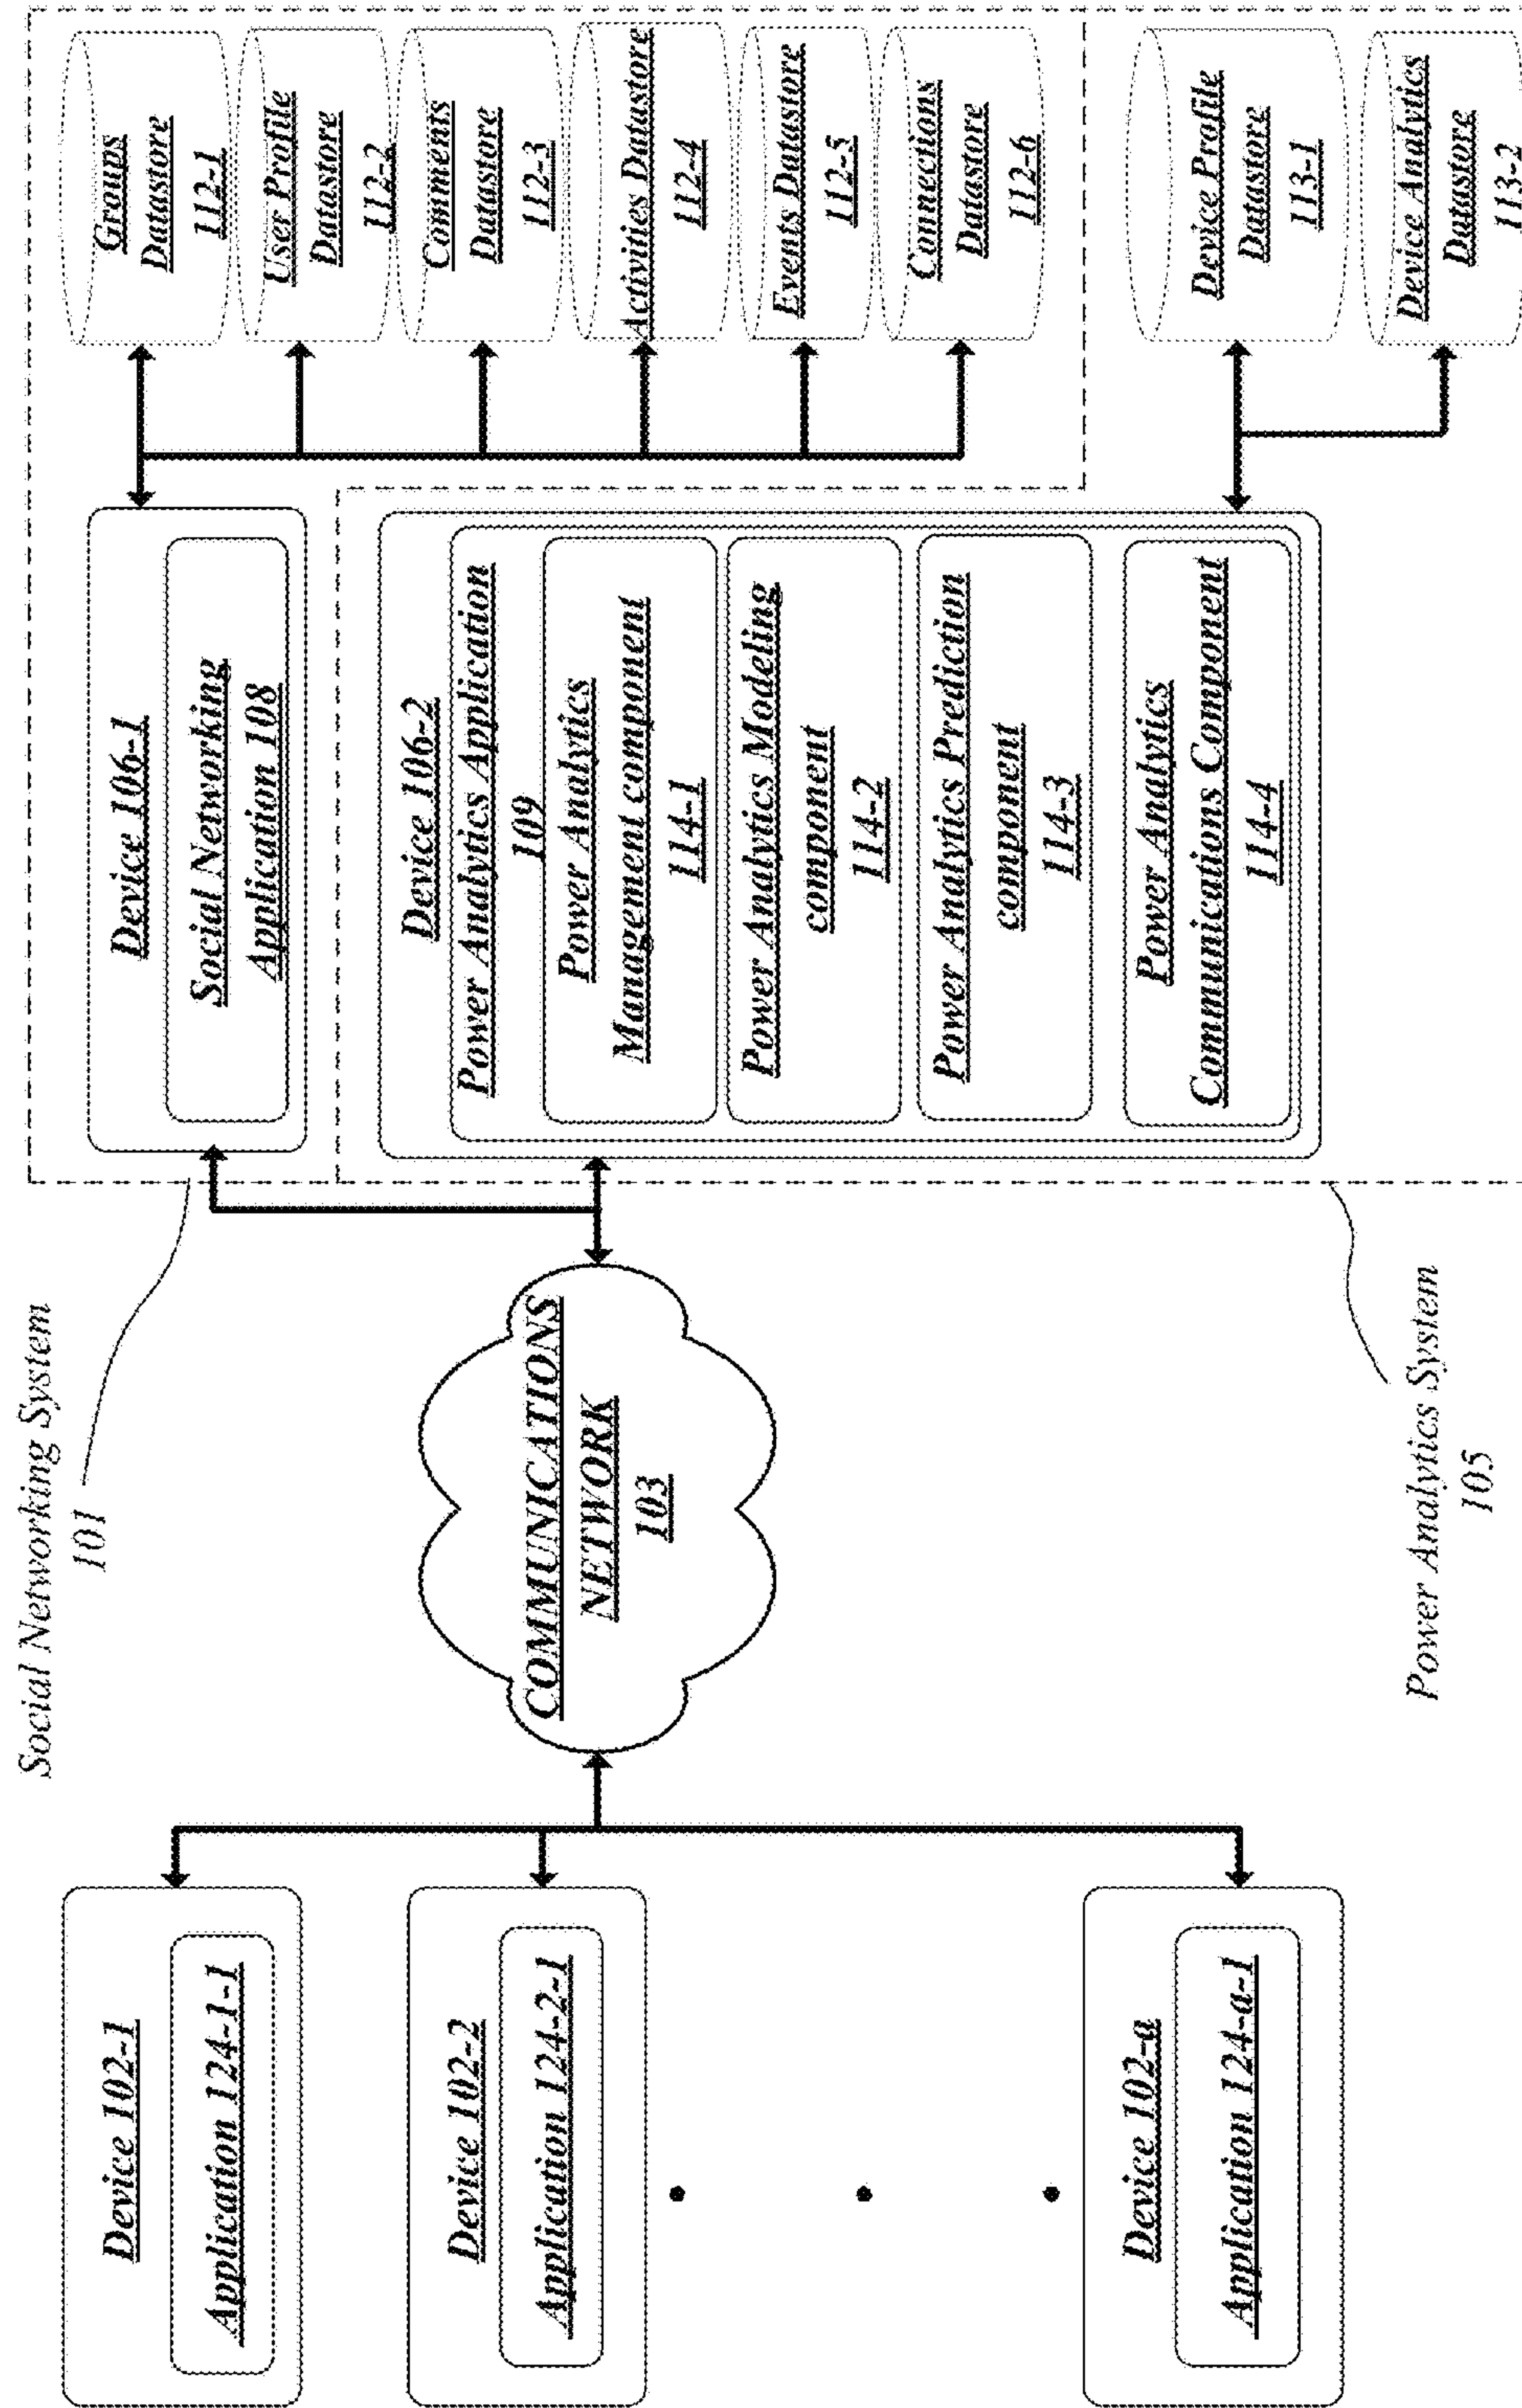 Social Networking System
101
Device 102-1
Application 124-1-1
Device 102-2
Application 124-2-1
Device 102-a
Application 124-a-1
COMMUNICATIONS
NETWORK
103
Power Analytics System
105
Device 106-1
Social Networking
Application 108
Device 106-2
Power Analytics Application
109
Power Analytics
Management component
114-1
Power Analytics Modeling
component
114-2
Power Analytics Prediction
component
114-3
Power Analytics
Communications Component
114-4
Groups
Datastore
112-1
User Profile
Datastore
112-2
Comments
Datastore
112-3
Activities Datastore
112-4
Events Datastore
112-5
Connections
Datastore
112-6
Device Profile
Datastore
113-1
Device Analytics
Datastore
113-2